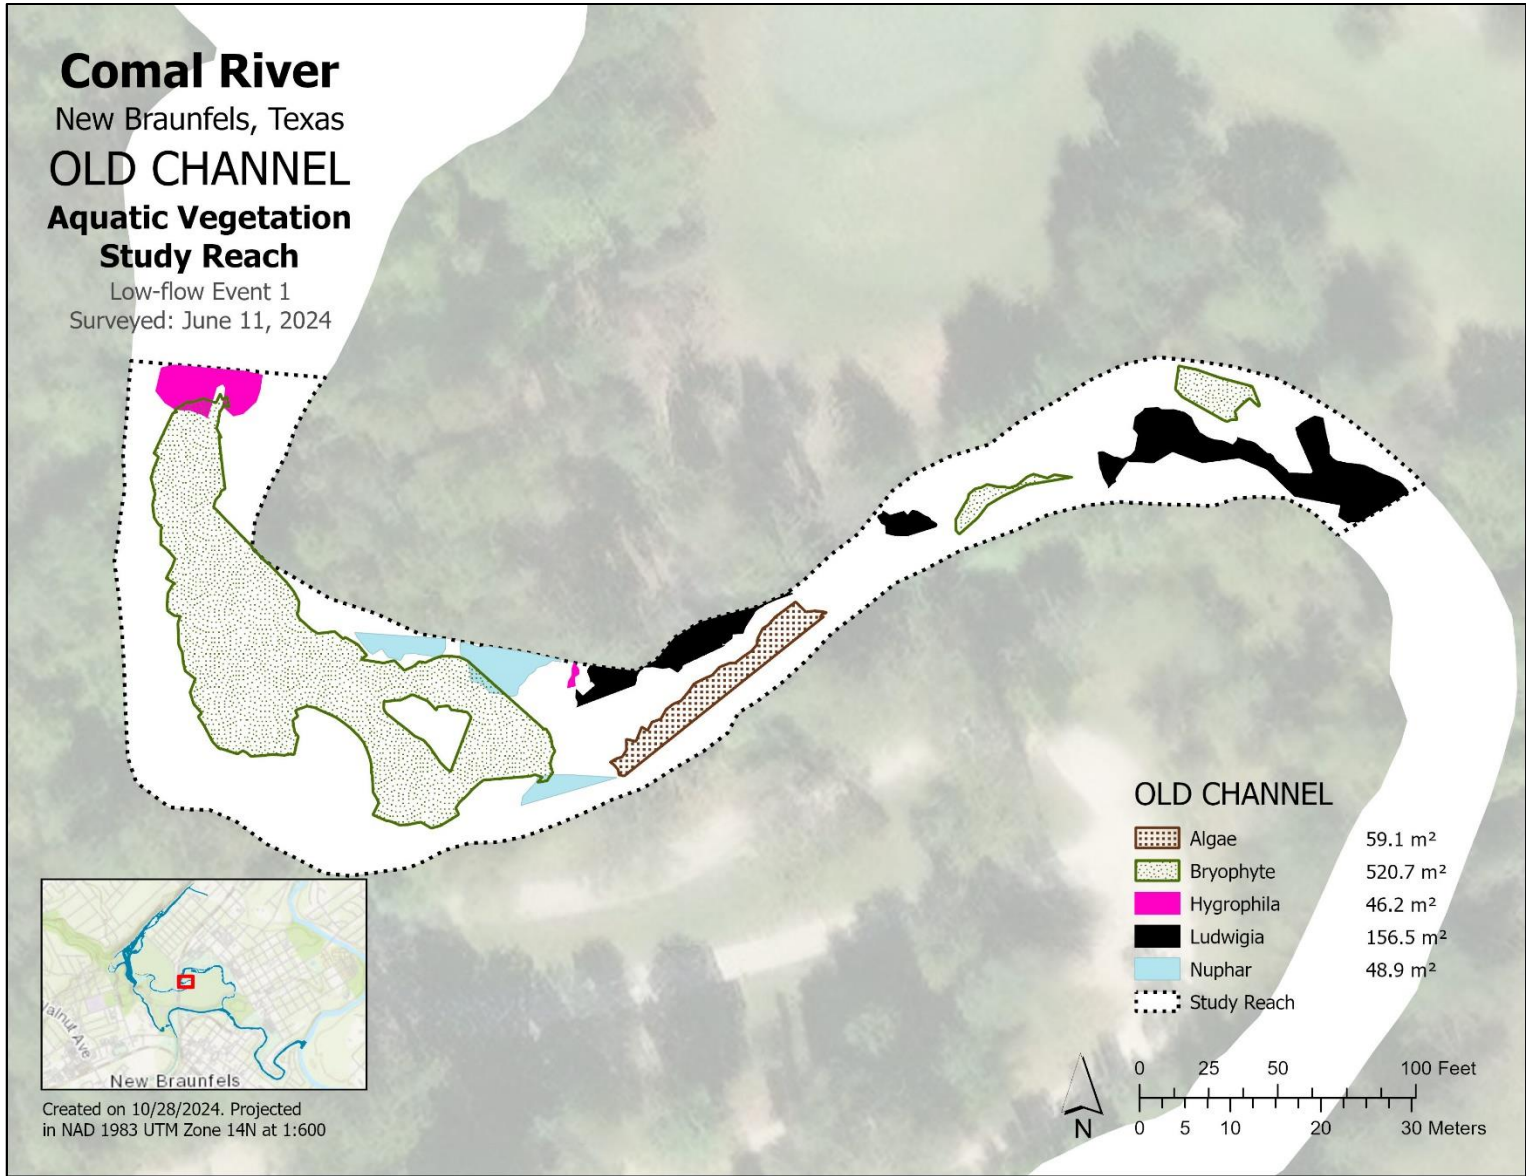 Comal River
New Braunfels, Texas
OLD CHANNEL
Aquatic Vegetation
Study Reach
Low-flow Event 1
Surveyed: June 11, 2024
OLD CHANNEL
Algae 59.1 m²
Bryophyte 520.7 m²
Hygrophila 46.2 m²
Ludwigia 156.5 m²
Nuphar 48.9 m²
Study Reach
Walnut Ave
New Braunfels
Created on 10/28/2024. Projected
in NAD 1983 UTM Zone 14N at 1:600
N
0 25 50 100 Feet
0 5 10 20 30 Meters